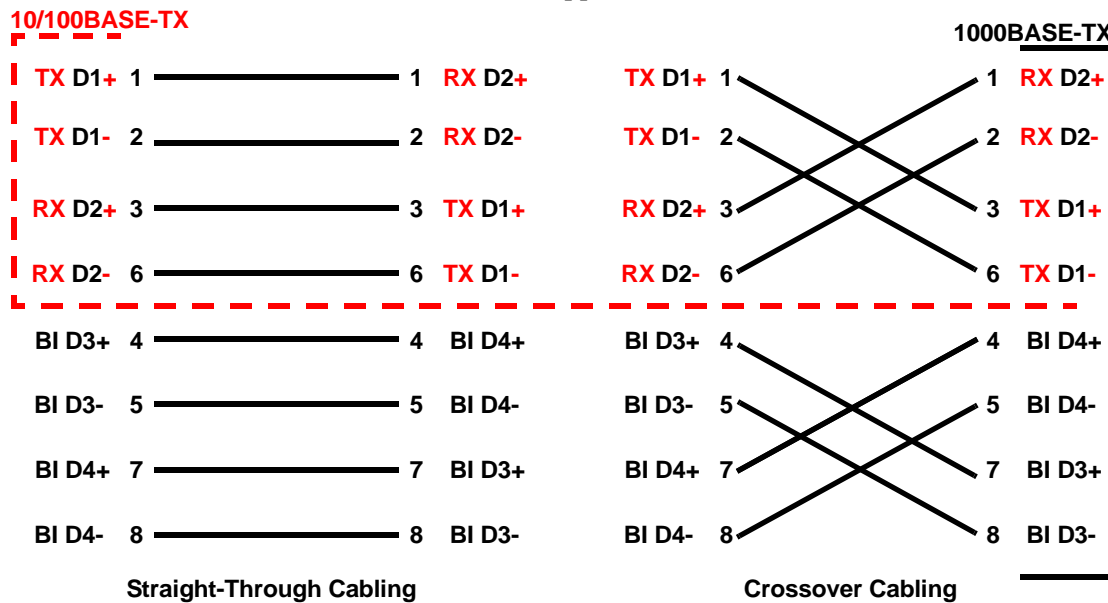 10/100BASE-TX
1000BASE-TX
TX D1+ 1 1 RX D2+ TX D1+ 1 1 RX D2+
TX D1- 2 2 RX D2- TX D1- 2 2 RX D2-
RX D2+ 3 3 TX D1+ RX D2+ 3 3 TX D1+
RX D2- 6 6 TX D1- RX D2- 6 6 TX D1-
BI D3+ 4 4 BI D4+ BI D3+ 4 4 BI D4+
BI D3- 5 5 BI D4- BI D3- 5 5 BI D4-
BI D4+ 7 7 BI D3+ BI D4+ 7 7 BI D3+
BI D4- 8 8 BI D3- BI D4- 8 8 BI D3-
Straight-Through Cabling Crossover Cabling